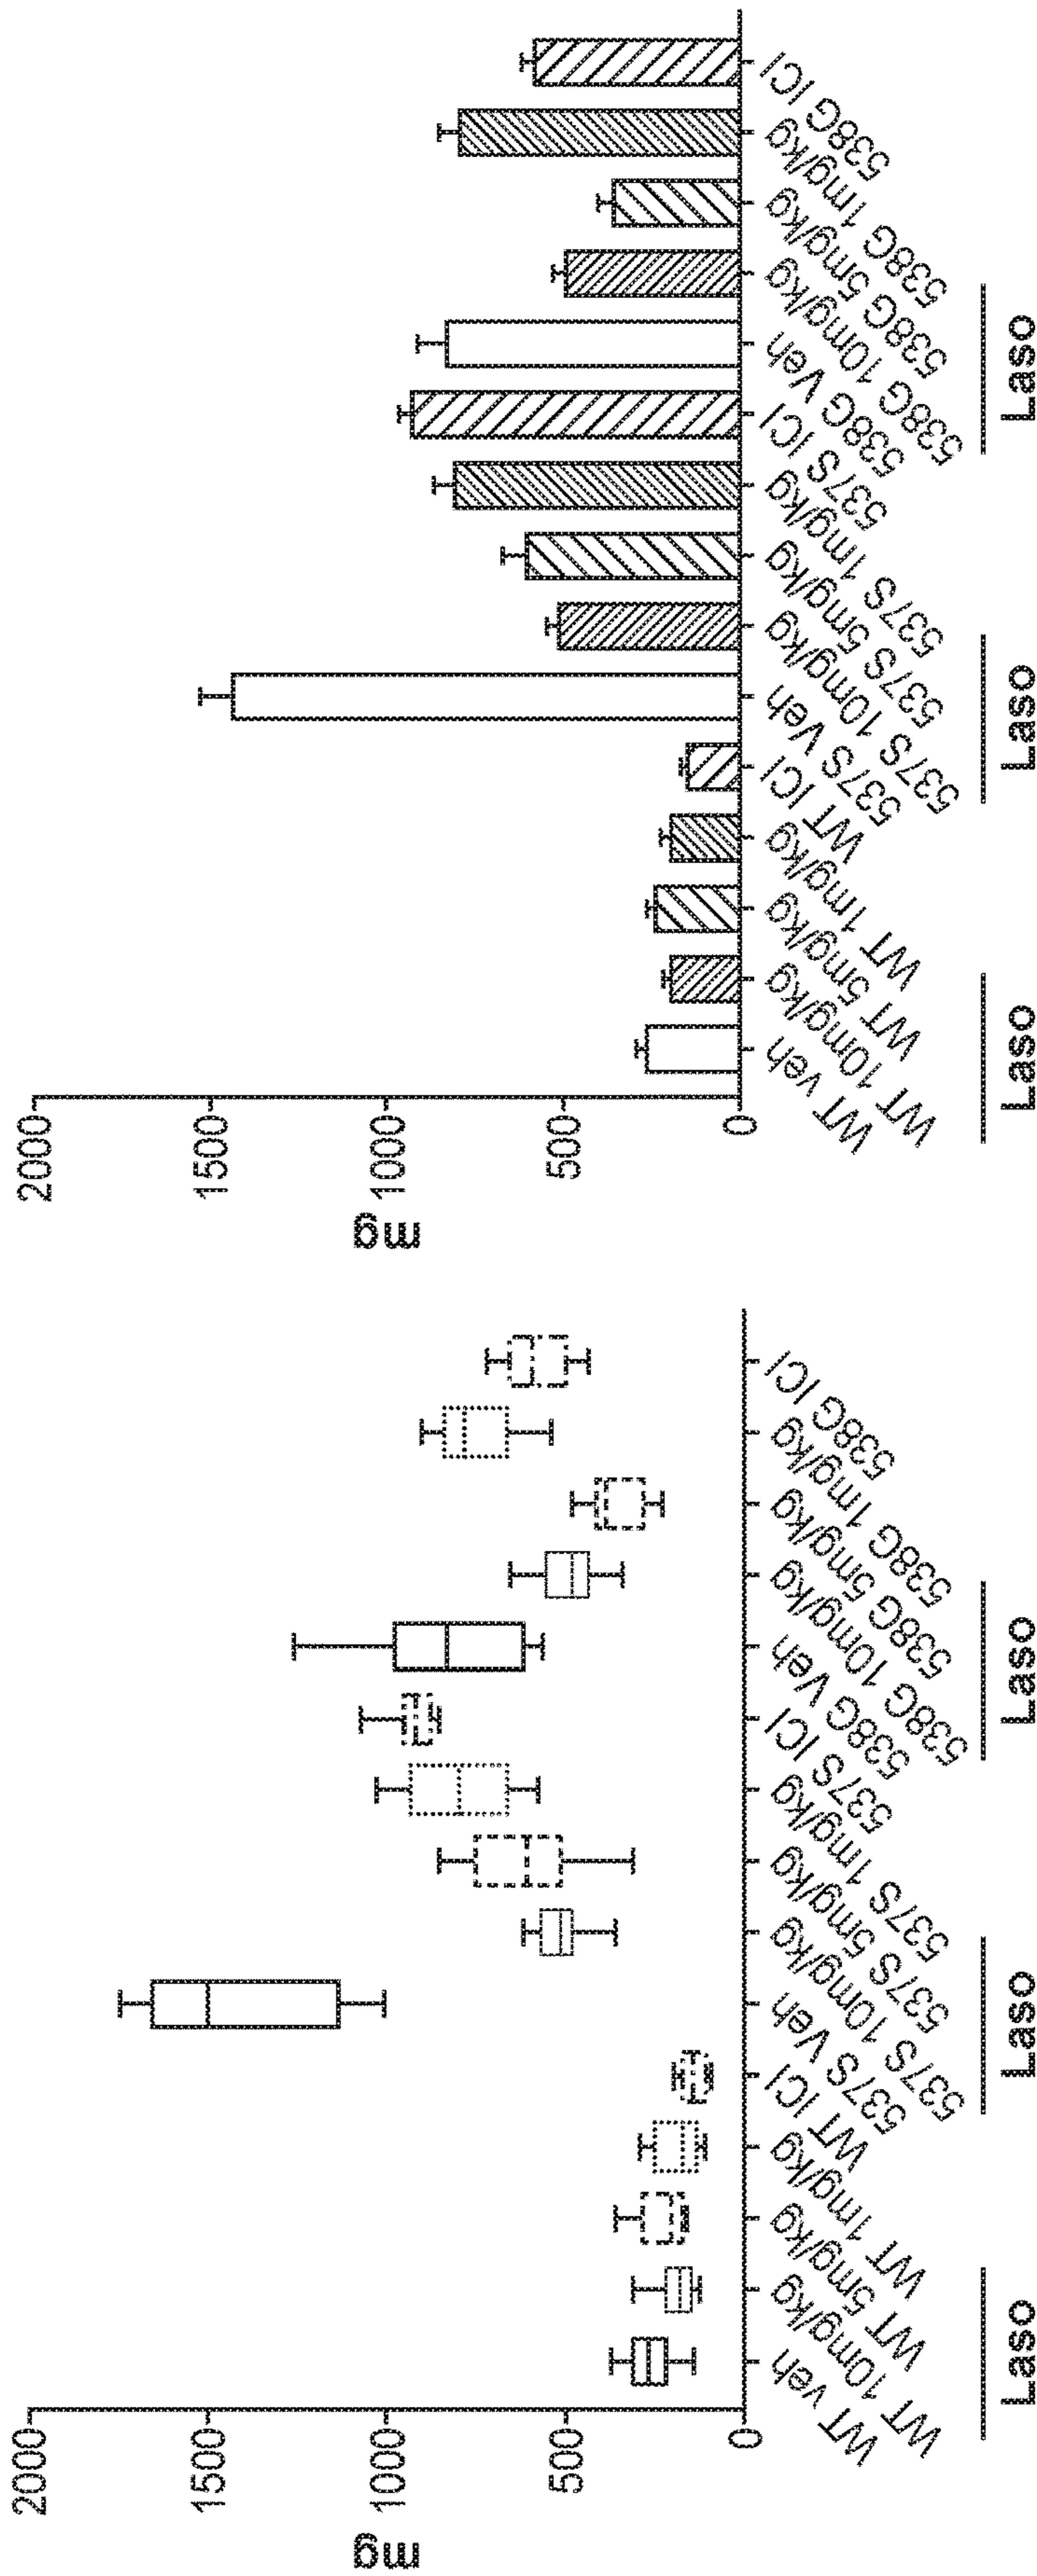 mg
2000
1500
1000
500
0
WT veh
WT 10mg/kg
WT 5mg/kg
WT 1mg/kg
WT ICI
537S Veh
537S 10mg/kg
537S 5mg/kg
537S 1mg/kg
537S ICI
538G Veh
538G 10mg/kg
538G 5mg/kg
538G 1mg/kg
538G ICI
Laso
Laso
Laso
mg
2000
1500
1000
500
0
WT veh
WT 10mg/kg
WT 5mg/kg
WT 1mg/kg
WT ICI
537S Veh
537S 10mg/kg
537S 5mg/kg
537S 1mg/kg
537S ICI
538G Veh
538G 10mg/kg
538G 5mg/kg
538G 1mg/kg
538G ICI
Laso
Laso
Laso